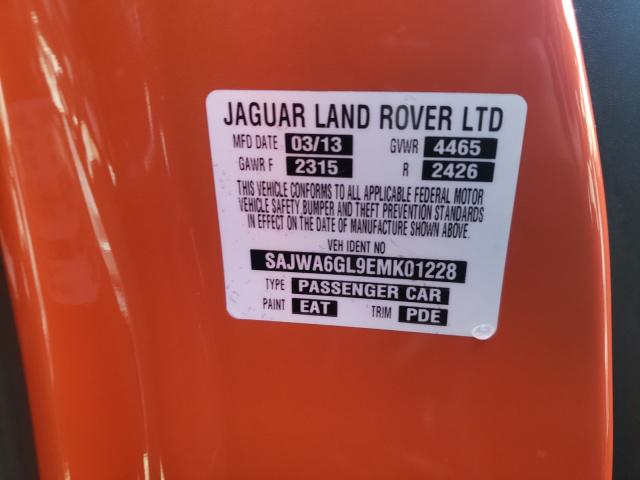 JAGUAR LAND ROVER LTD
MFD DATE 03/13 GVWR 4465
GAWR F 2315 R 2426
THIS VEHICLE CONFORMS TO ALL APPLICABLE FEDERAL MOTOR
VEHICLE SAFETY, BUMPER AND THEFT PREVENTION STANDARDS
IN EFFECT ON THE DATE OF MANUFACTURE SHOWN ABOVE.
VEH IDENT NO
SAJWA6GL9EMK01228
TYPE PASSENGER CAR
PAINT EAT TRIM PDE